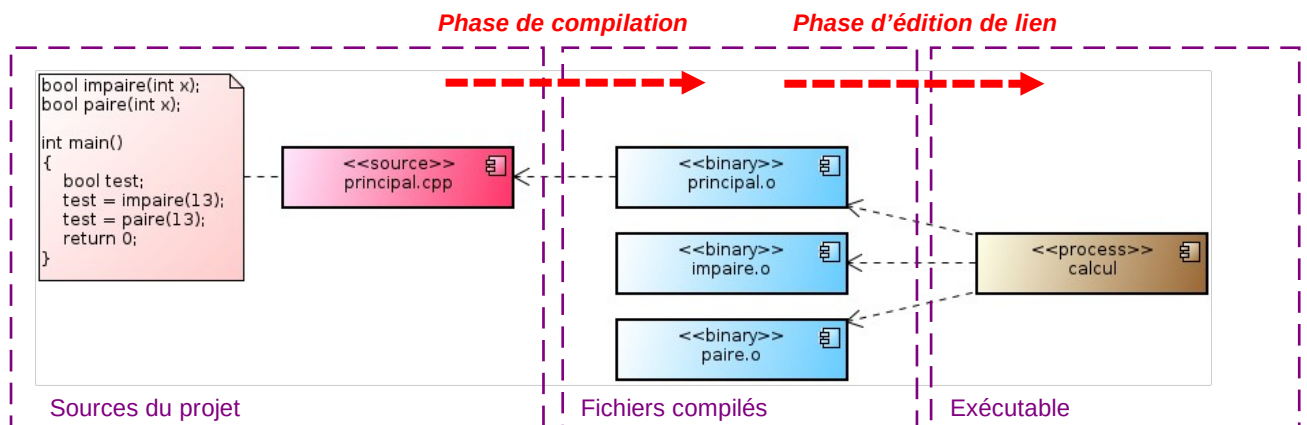 Phase de compilation
Phase d'édition de lien
bool impaire(int x);
bool paire(int x);
int main()
{
bool test;
test = impaire(13);
test = paire(13);
return 0;
}
<<source>>
principal.cpp
<<binary>>
principal.o
<<binary>>
impaire.o
<<binary>>
paire.o
<<process>>
calcul
Sources du projet
Fichiers compilés
Exécutable